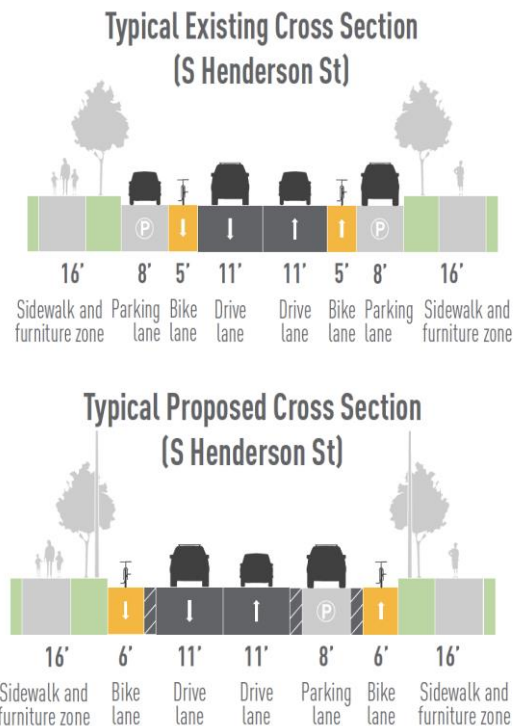 Typical Existing Cross Section
(S Henderson St)
P
P
16' 8' 5' 11' 11' 5' 8' 16'
Sidewalk and Parking Bike Drive Drive Bike Parking Sidewalk and
furniture zone lane lane lane lane lane lane furniture zone
Typical Proposed Cross Section
(S Henderson St)
P
16' 6' 11' 11' 8' 6' 16'
Sidewalk and Bike Drive Drive Parking Bike Sidewalk and
furniture zone lane lane lane lane lane furniture zone